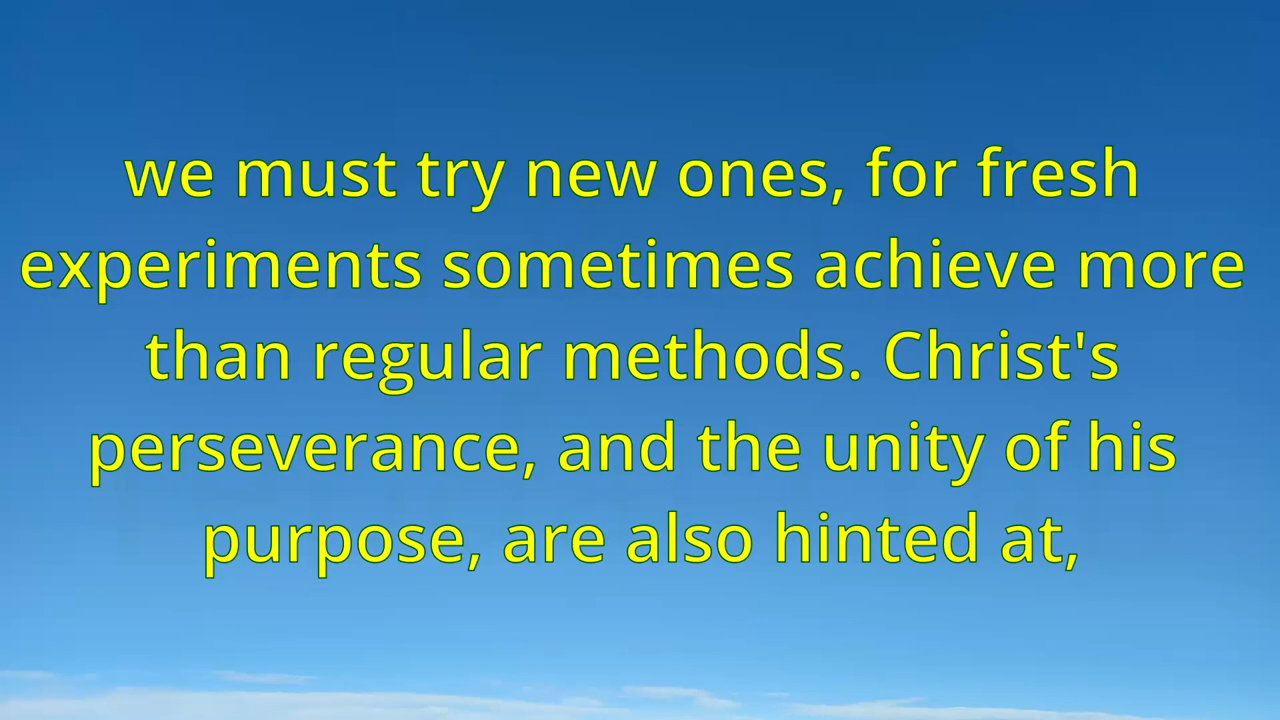 we must try new ones, for fresh
experiments sometimes achieve more
than regular methods. Christ's
perseverance, and the unity of his
purpose, are also hinted at,